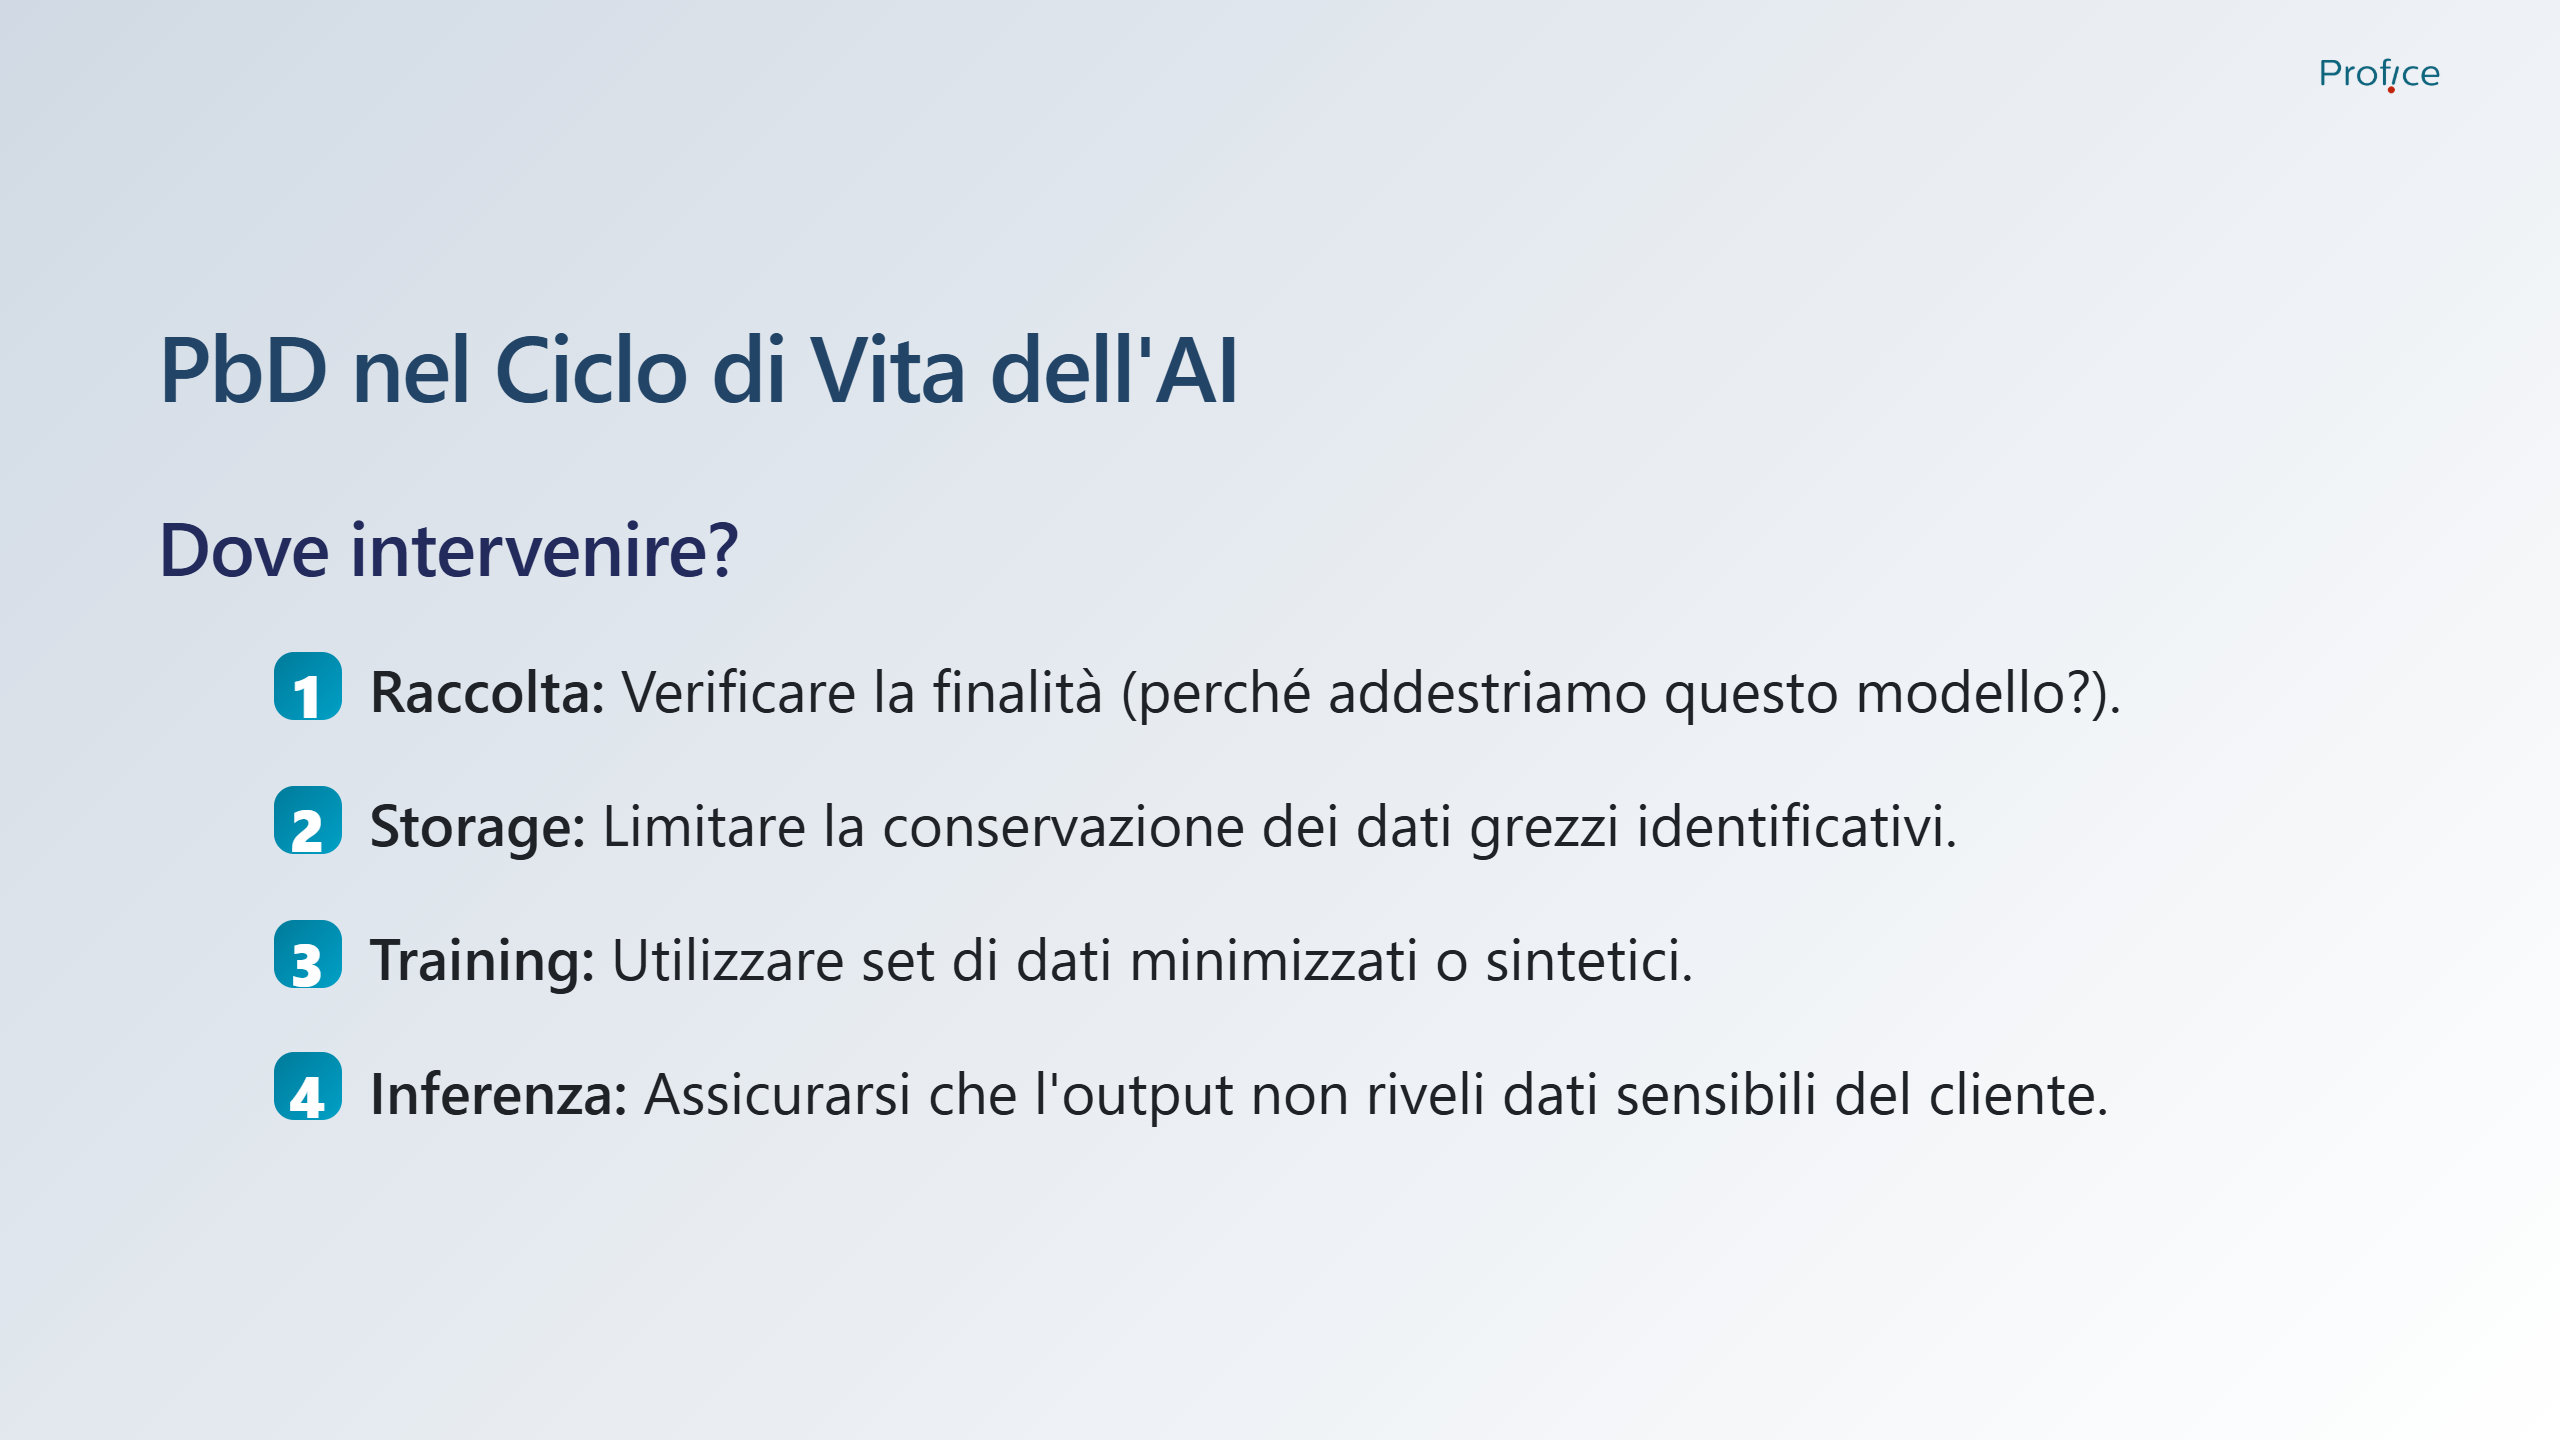 Profice
PbD nel Ciclo di Vita dell'AI
Dove intervenire?
1 Raccolta: Verificare la finalità (perché addestriamo questo modello?).
2 Storage: Limitare la conservazione dei dati grezzi identificativi.
3 Training: Utilizzare set di dati minimizzati o sintetici.
4 Inferenza: Assicurarsi che l'output non riveli dati sensibili del cliente.